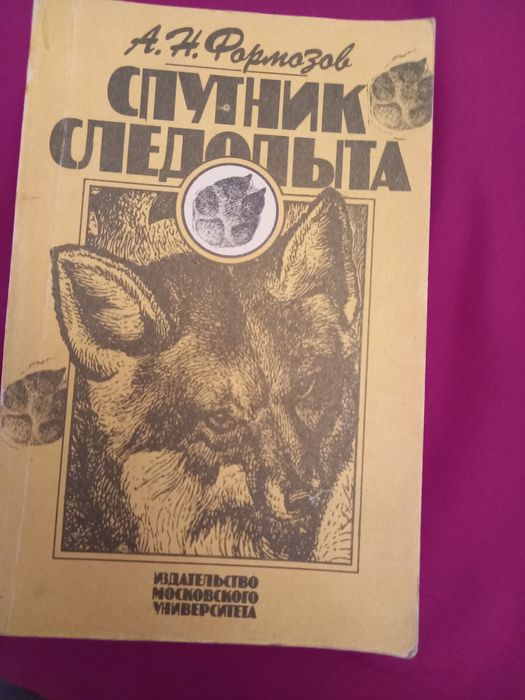 А.Н. Формозов
СПУТНИК
СЛЕДОПЫТА
ИЗДАТЕЛЬСТВО
МОСКОВСКОГО
УНИВЕРСИТЕТА